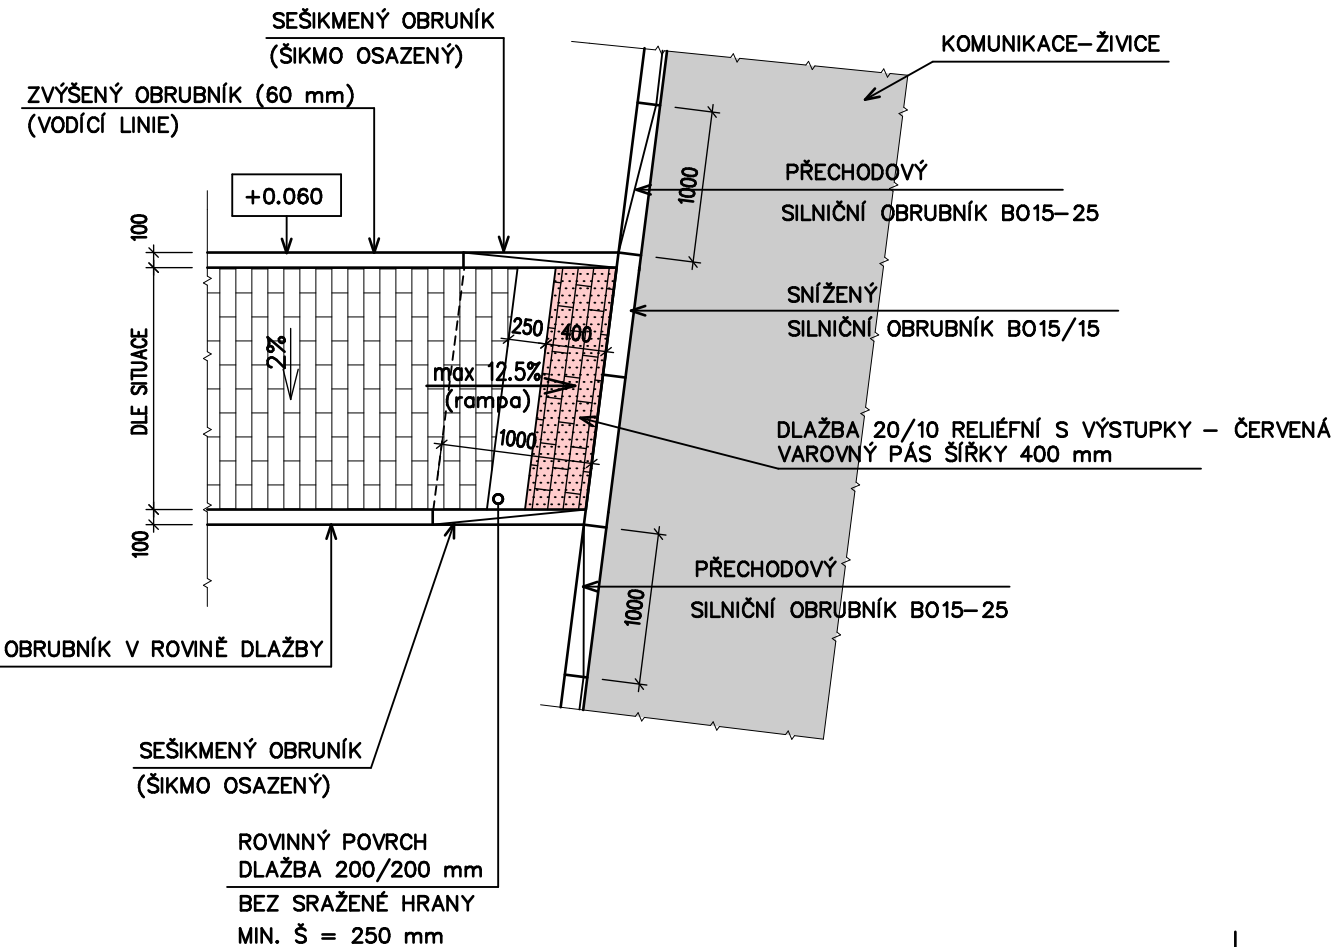 SEŠIKMENÝ OBRUNÍK
(ŠIKMO OSAZENÝ)
KOMUNIKACE-ŽIVICE
ZVÝŠENÝ OBRUBNÍK (60 mm)
(VODÍCÍ LINIE)
+0.060
100
1000
PŘECHODOVÝ
SILNIČNÍ OBRUBNÍK BO15-25
SNÍŽENÝ
SILNIČNÍ OBRUBNÍK BO15/15
DLE SITUACE
2%
250
400
max 12.5%
(rampa)
1000
DLAŽBA 20/10 RELIÉFNÍ S VÝSTUPKY - ČERVENÁ
VAROVNÝ PÁS ŠÍŘKY 400 mm
100
1000
PŘECHODOVÝ
SILNIČNÍ OBRUBNÍK BO15-25
OBRUBNÍK V ROVINĚ DLAŽBY
SEŠIKMENÝ OBRUNÍK
(ŠIKMO OSAZENÝ)
ROVINNÝ POVRCH
DLAŽBA 200/200 mm
BEZ SRAŽENÉ HRANY
MIN. Š = 250 mm